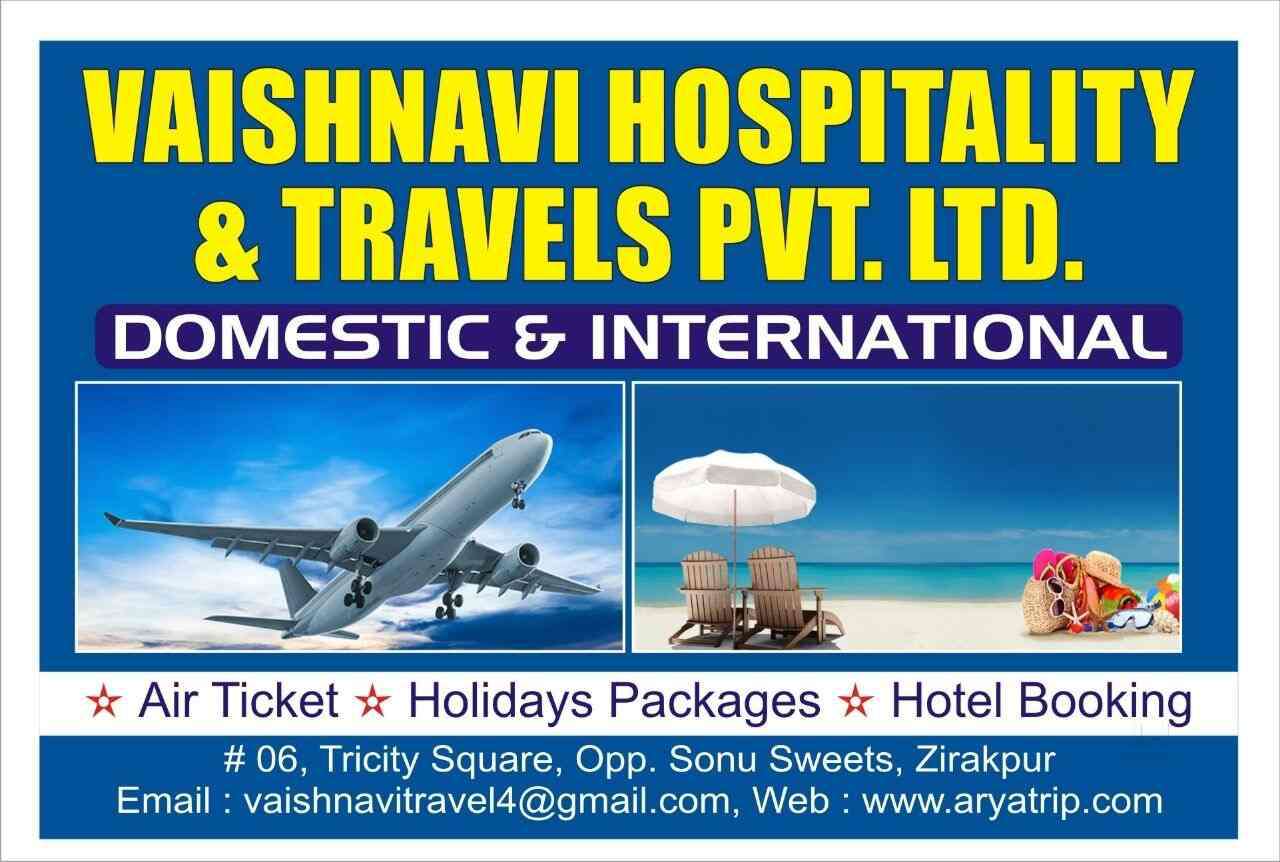 VAISHNAVI HOSPITALITY
& TRAVELS PVT. LTD.
DOMESTIC & INTERNATIONAL
Air Ticket Holidays Packages Hotel Booking
# 06, Tricity Square, Opp. Sonu Sweets, Zirakpur
Email : vaishnavitravel4@gmail.com, Web : www.aryatrip.com